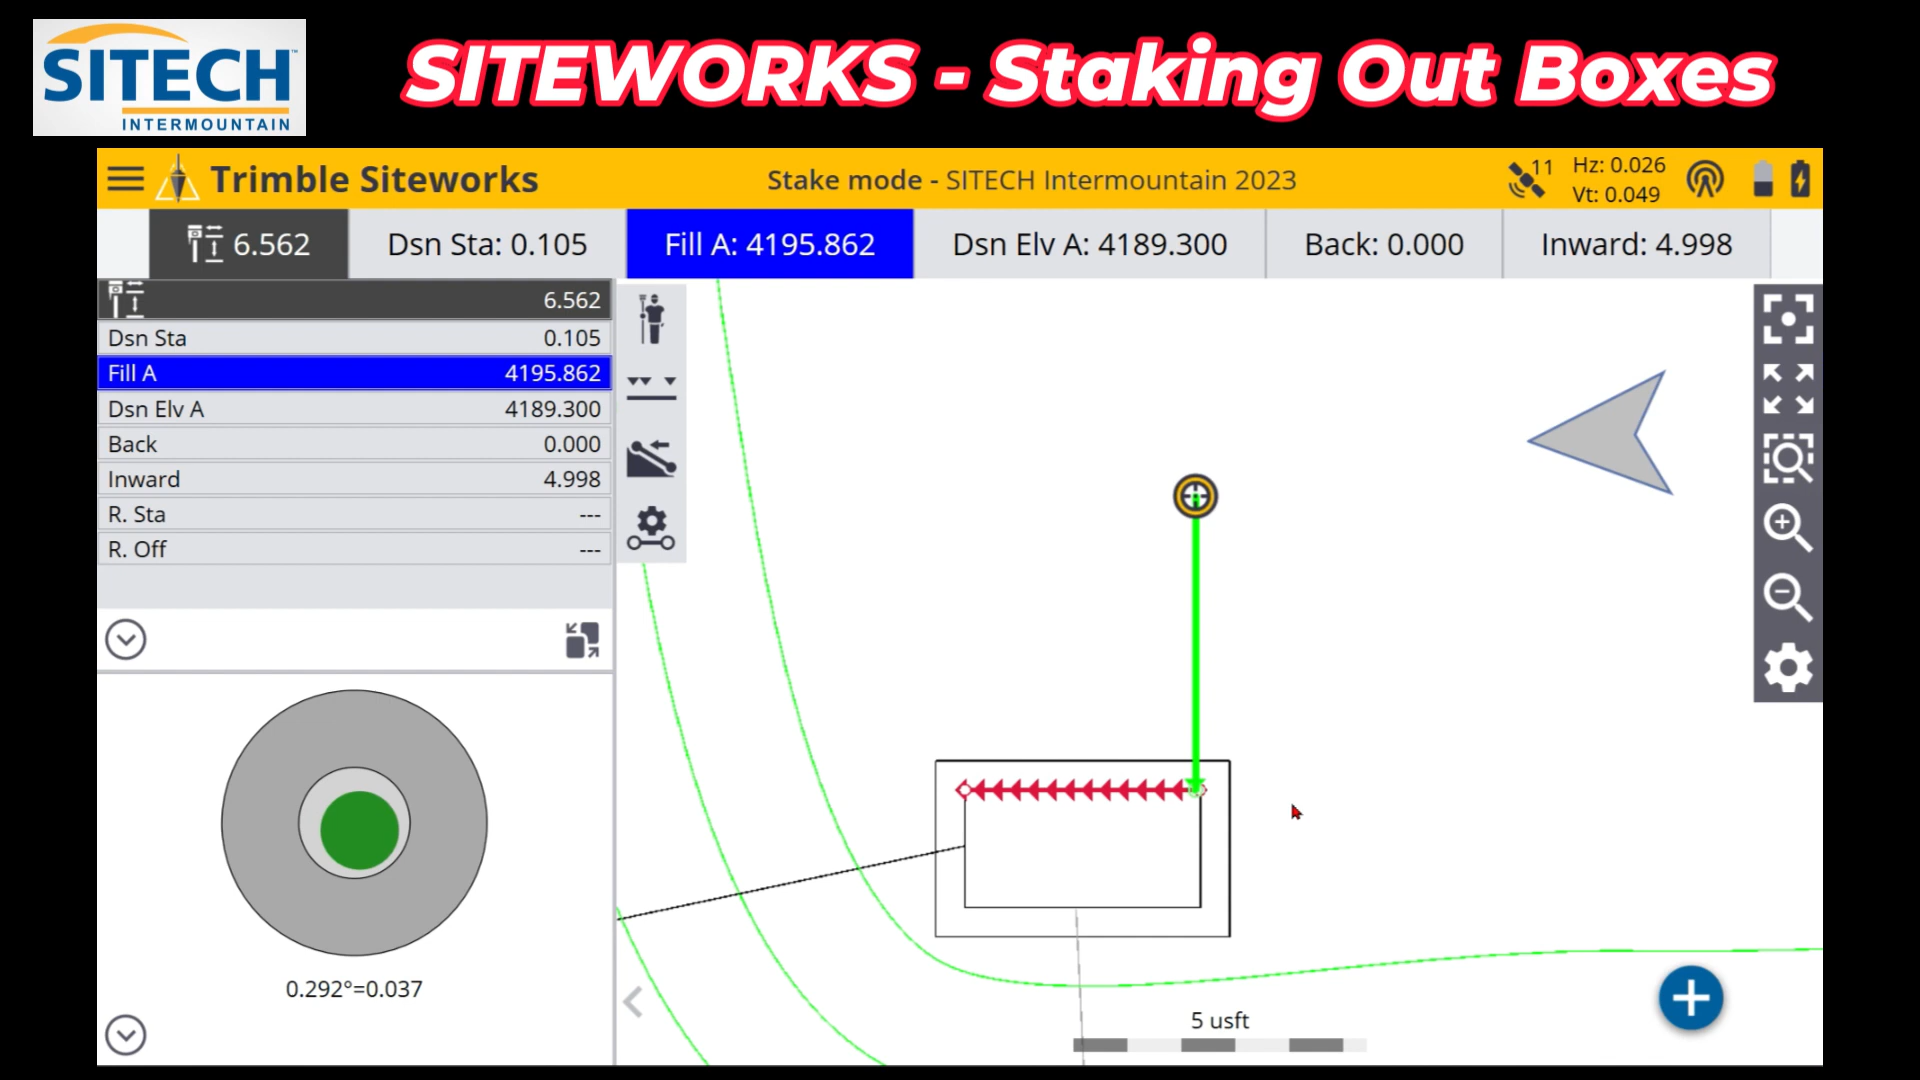 SITECH
INTERMOUNTAIN
SITEWORKS - Staking Out Boxes
Trimble Siteworks
Stake mode - SITECH Intermountain 2023
11
Hz: 0.026
Vt: 0.049
6.562
Dsn Sta: 0.105
Fill A: 4195.862
Dsn Elv A: 4189.300
Back: 0.000
Inward: 4.998
6.562
Dsn Sta 0.105
Fill A 4195.862
Dsn Elv A 4189.300
Back 0.000
Inward 4.998
R. Sta ---
R. Off ---
0.292°=0.037
5 usft